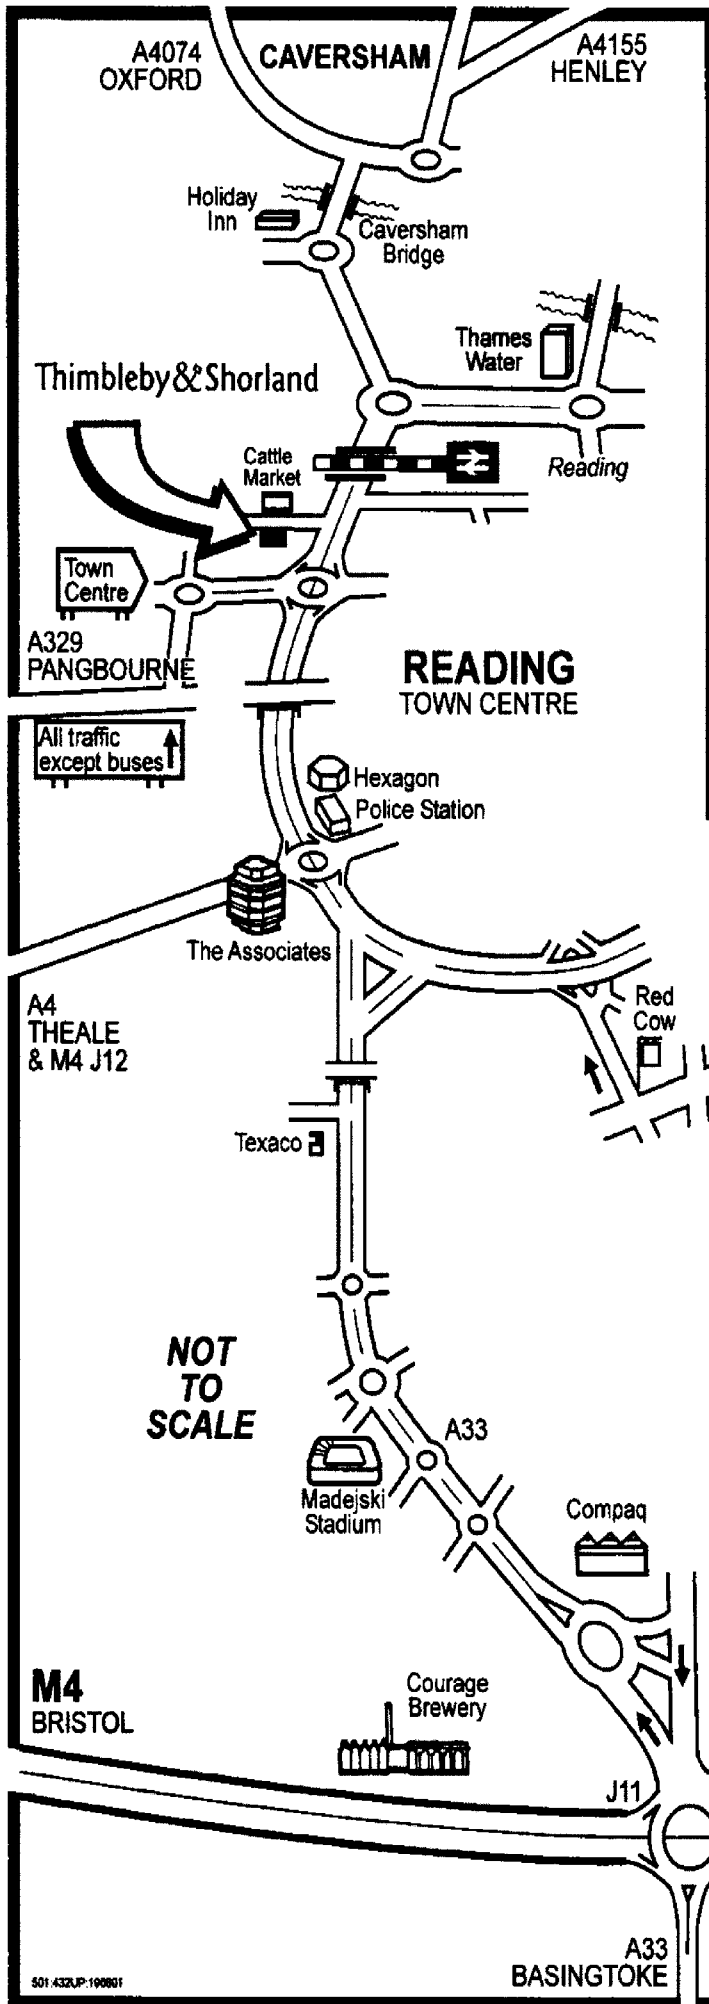 A4074
OXFORD
CAVERSHAM
A4155
HENLEY
Holiday
Inn
Caversham
Bridge
Thames
Water
Thimbleby & Shorland
Cattle
Market
Reading
Town
Centre
A329
PANGBOURNE
READING
TOWN CENTRE
All traffic
except buses
Hexagon
Police Station
The Associates
A4
THEALE
& M4 J12
Red
Cow
Texaco
NOT
TO
SCALE
A33
Madejski
Stadium
Compaq
M4
BRISTOL
Courage
Brewery
J11
A33
BASINGTOKE